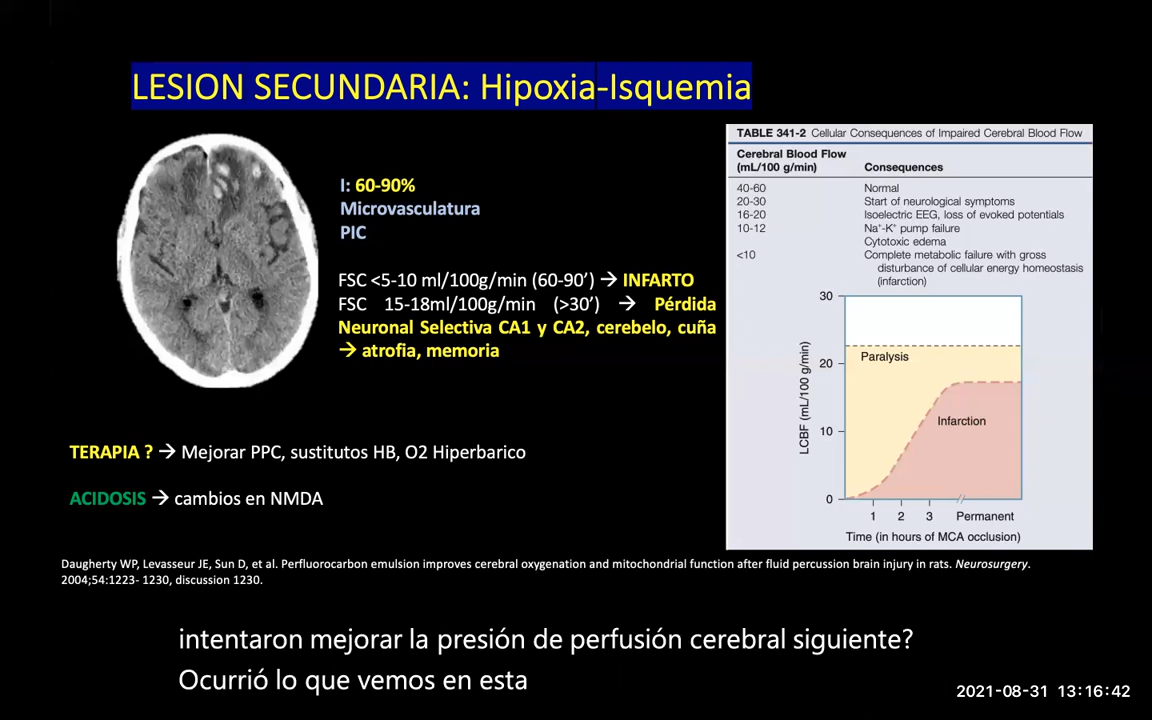 LESION SECUNDARIA: Hipoxia-Isquemia
I: 60-90%
Microvasculatura
PIC
FSC <5-10 ml/100g/min (60-90’) → INFARTO
FSC 15-18ml/100g/min (>30’) → Pérdida
Neuronal Selectiva CA1 y CA2, cerebelo, cuña
→ atrofia, memoria
TERAPIA ? → Mejorar PPC, sustitutos HB, O2 Hiperbarico
ACIDOSIS → cambios en NMDA
TABLE 341-2 Cellular Consequences of Impaired Cerebral Blood Flow
Cerebral Blood Flow
(mL/100 g/min) Consequences
40-60 Normal
20-30 Start of neurological symptoms
16-20 Isoelectric EEG, loss of evoked potentials
10-12 Na⁺-K⁺ pump failure
Cytotoxic edema
<10 Complete metabolic failure with gross
disturbance of cellular energy homeostasis
(infarction)
30
20
10
0
LCBF (mL/100 g/min)
Paralysis
Infarction
1 2 3 Permanent
Time (in hours of MCA occlusion)
Daugherty WP, Levasseur JE, Sun D, et al. Perfluorocarbon emulsion improves cerebral oxygenation and mitochondrial function after fluid percussion brain injury in rats. Neurosurgery.
2004;54:1223- 1230, discussion 1230.
intentaron mejorar la presión de perfusión cerebral siguiente?
Ocurrió lo que vemos en esta
2021-08-31 13:16:42